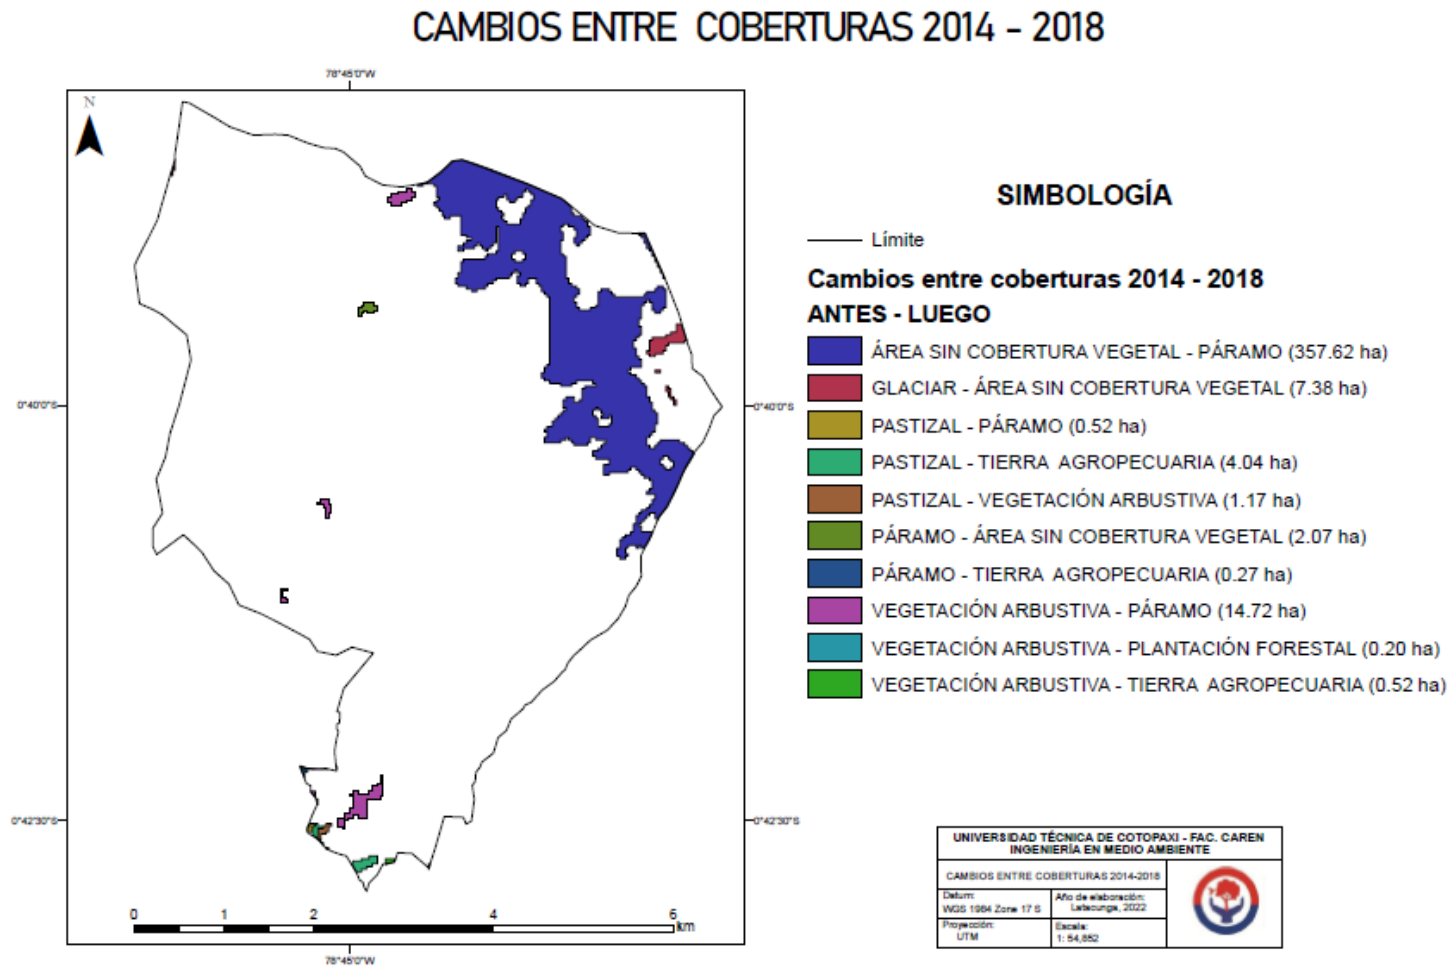 CAMBIOS ENTRE COBERTURAS 2014 - 2018
78°45'0"W
N
0°40'0"S
0°40'0"S
0°42'30"S
0°42'30"S
0 1 2 4 6
km
78°45'0"W
SIMBOLOGÍA
Límite
Cambios entre coberturas 2014 - 2018
ANTES - LUEGO
ÁREA SIN COBERTURA VEGETAL - PÁRAMO (357.62 ha)
GLACIAR - ÁREA SIN COBERTURA VEGETAL (7.38 ha)
PASTIZAL - PÁRAMO (0.52 ha)
PASTIZAL - TIERRA AGROPECUARIA (4.04 ha)
PASTIZAL - VEGETACIÓN ARBUSTIVA (1.17 ha)
PÁRAMO - ÁREA SIN COBERTURA VEGETAL (2.07 ha)
PÁRAMO - TIERRA AGROPECUARIA (0.27 ha)
VEGETACIÓN ARBUSTIVA - PÁRAMO (14.72 ha)
VEGETACIÓN ARBUSTIVA - PLANTACIÓN FORESTAL (0.20 ha)
VEGETACIÓN ARBUSTIVA - TIERRA AGROPECUARIA (0.52 ha)
UNIVERSIDAD TÉCNICA DE COTOPAXI - FAC. CAREN
INGENIERÍA EN MEDIO AMBIENTE
CAMBIOS ENTRE COBERTURAS 2014-2018
Datum:
WGS 1984 Zone 17 S
Año de elaboración:
Latacunga, 2022
Proyección:
UTM
Escala:
1: 54,852